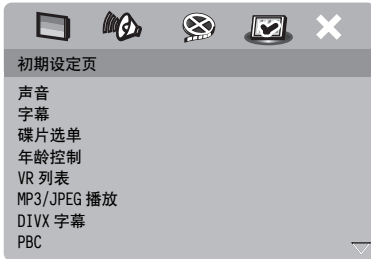 初期设定页
声音
字幕
碟片选单
年龄控制
VR 列表
MP3/JPEG 播放
DIVX 字幕
PBC